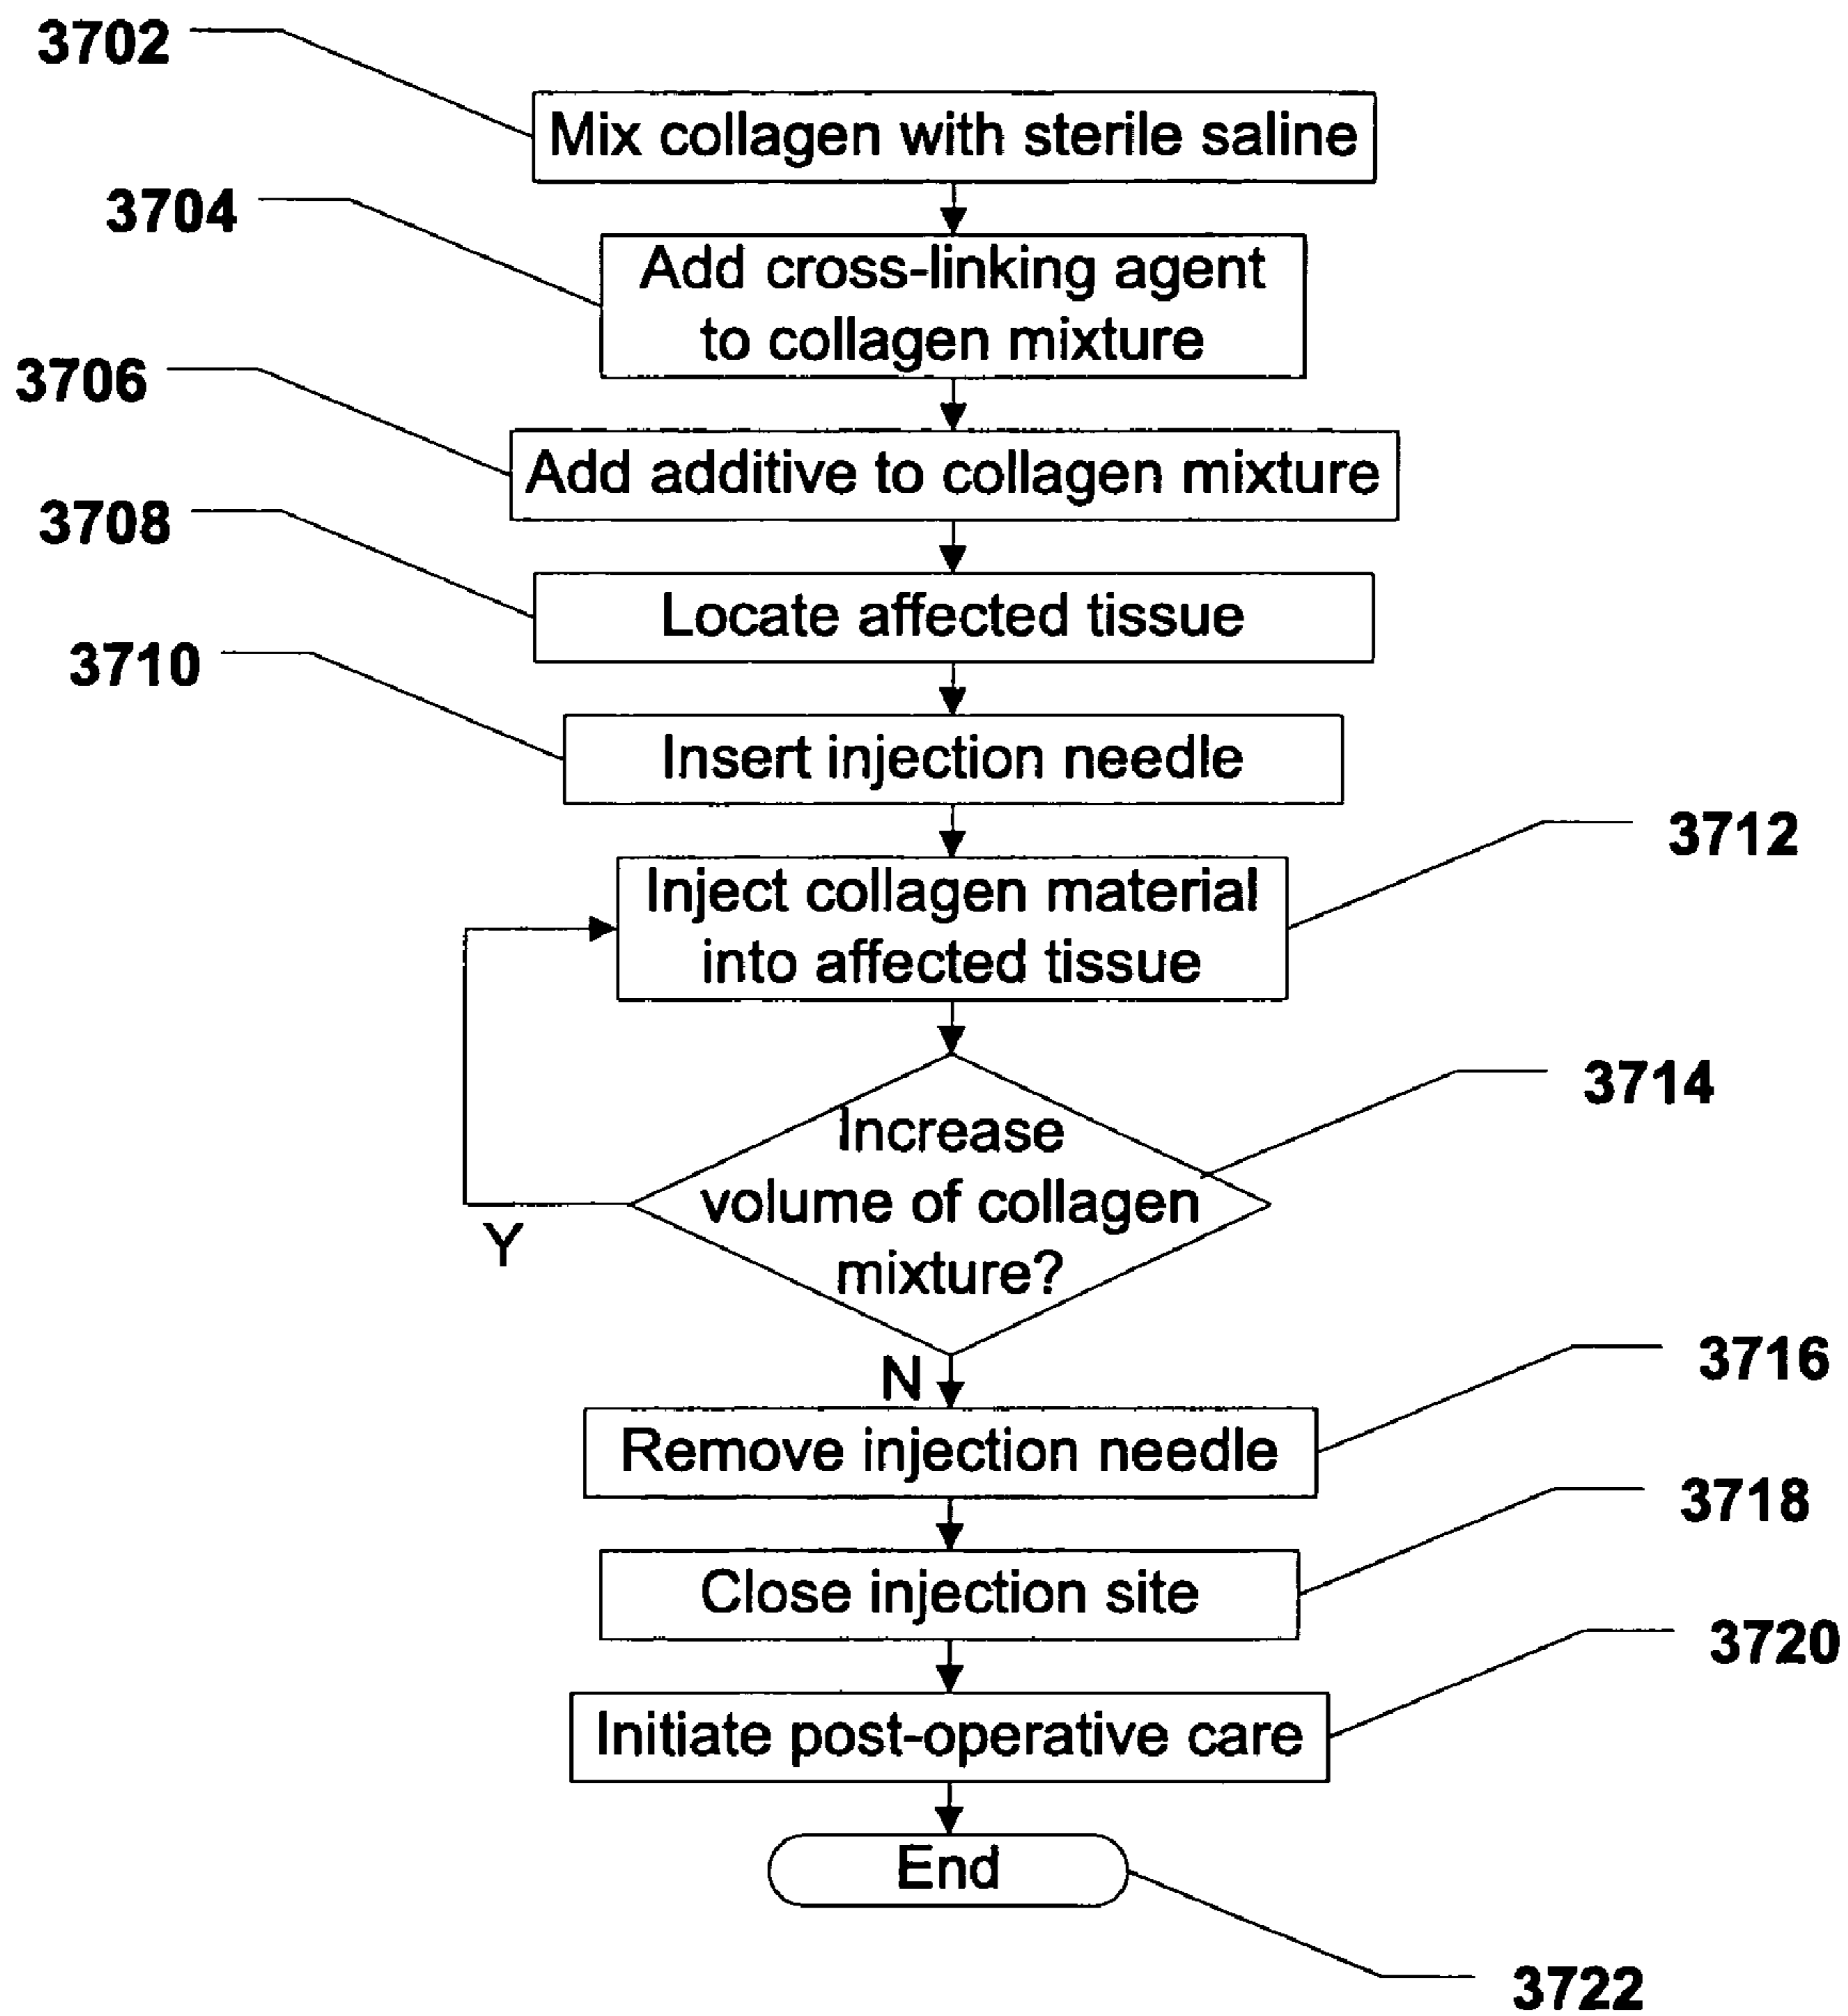 3702
Mix collagen with sterile saline
3704
Add cross-linking agent
to collagen mixture
3706
Add additive to collagen mixture
3708
Locate affected tissue
3710
Insert injection needle
3712
Inject collagen material
into affected tissue
3714
Increase
volume of collagen
mixture?
Y
N
3716
Remove injection needle
3718
Close injection site
3720
Initiate post-operative care
End
3722